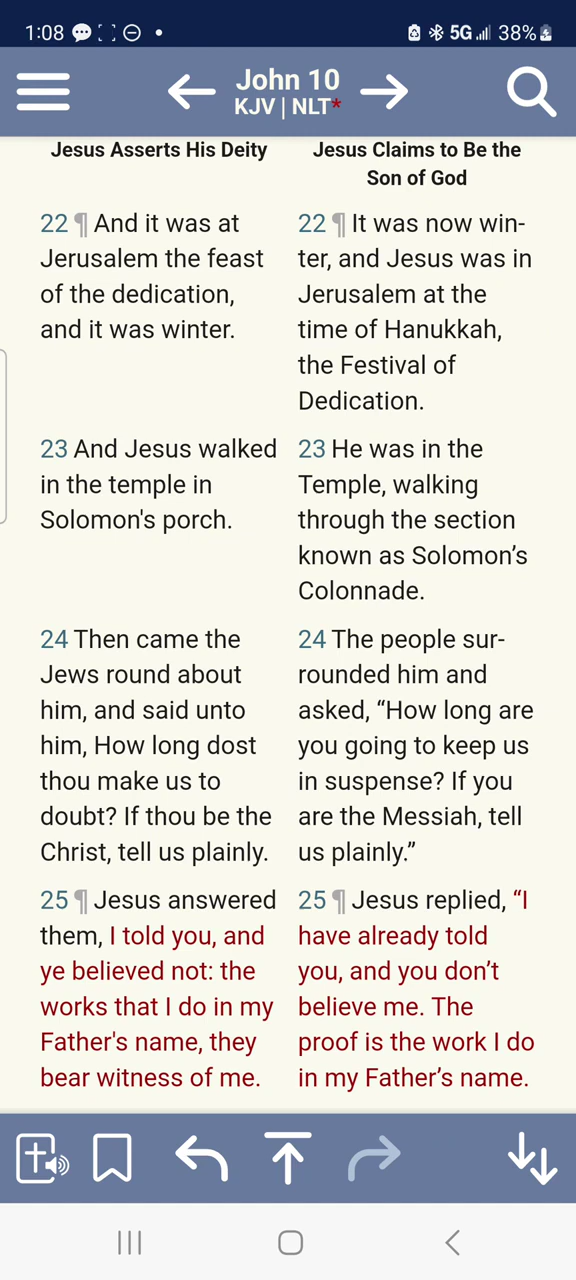 1:08
5G 38%
John 10
KJV | NLT*
Jesus Asserts His Deity
22 ¶ And it was at
Jerusalem the feast
of the dedication,
and it was winter.
23 And Jesus walked
in the temple in
Solomon's porch.
24 Then came the
Jews round about
him, and said unto
him, How long dost
thou make us to
doubt? If thou be the
Christ, tell us plainly.
25 ¶ Jesus answered
them, I told you, and
ye believed not: the
works that I do in my
Father's name, they
bear witness of me.
Jesus Claims to Be the
Son of God
22 ¶ It was now win-
ter, and Jesus was in
Jerusalem at the
time of Hanukkah,
the Festival of
Dedication.
23 He was in the
Temple, walking
through the section
known as Solomon’s
Colonnade.
24 The people sur-
rounded him and
asked, “How long are
you going to keep us
in suspense? If you
are the Messiah, tell
us plainly.”
25 ¶ Jesus replied, “I
have already told
you, and you don’t
believe me. The
proof is the work I do
in my Father’s name.